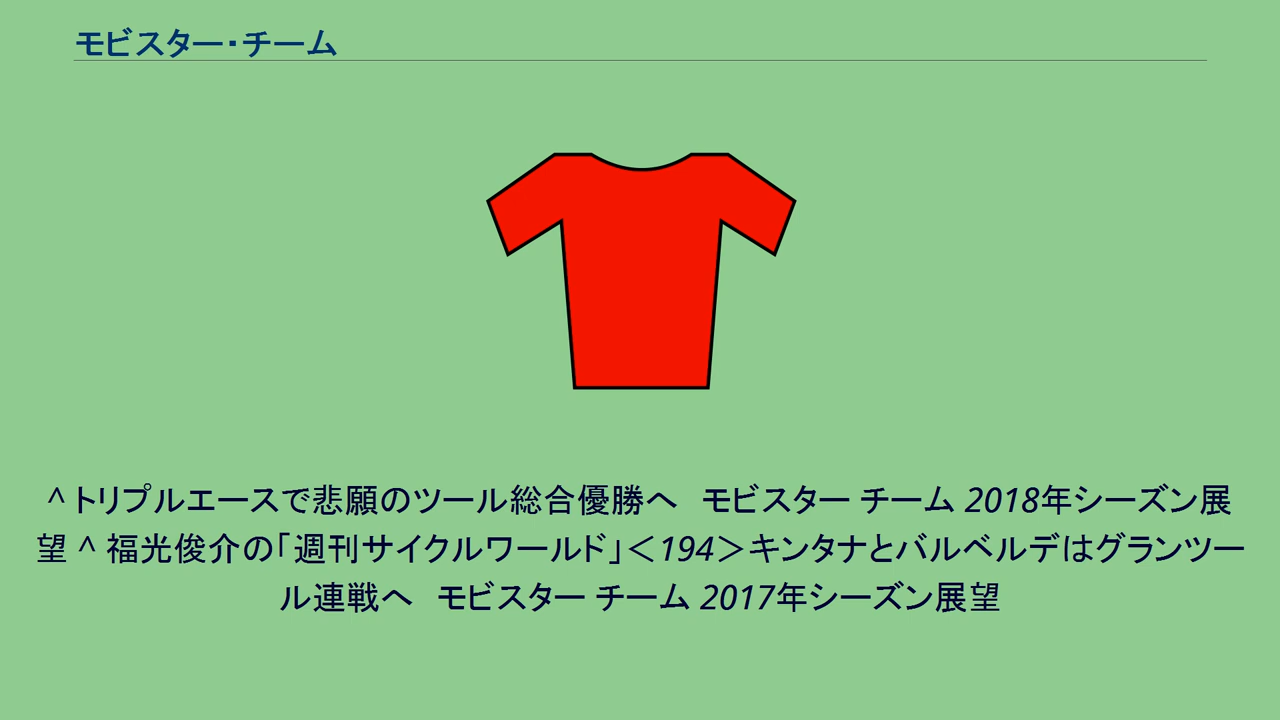 モビスター・チーム
^ トリプルエースで悲願のツール総合優勝へ　モビスター チーム 2018年シーズン展
望 ^ 福光俊介の「週刊サイクルワールド」＜194＞キンタナとバルベルデはグランツー
ル連戦へ　モビスター チーム 2017年シーズン展望